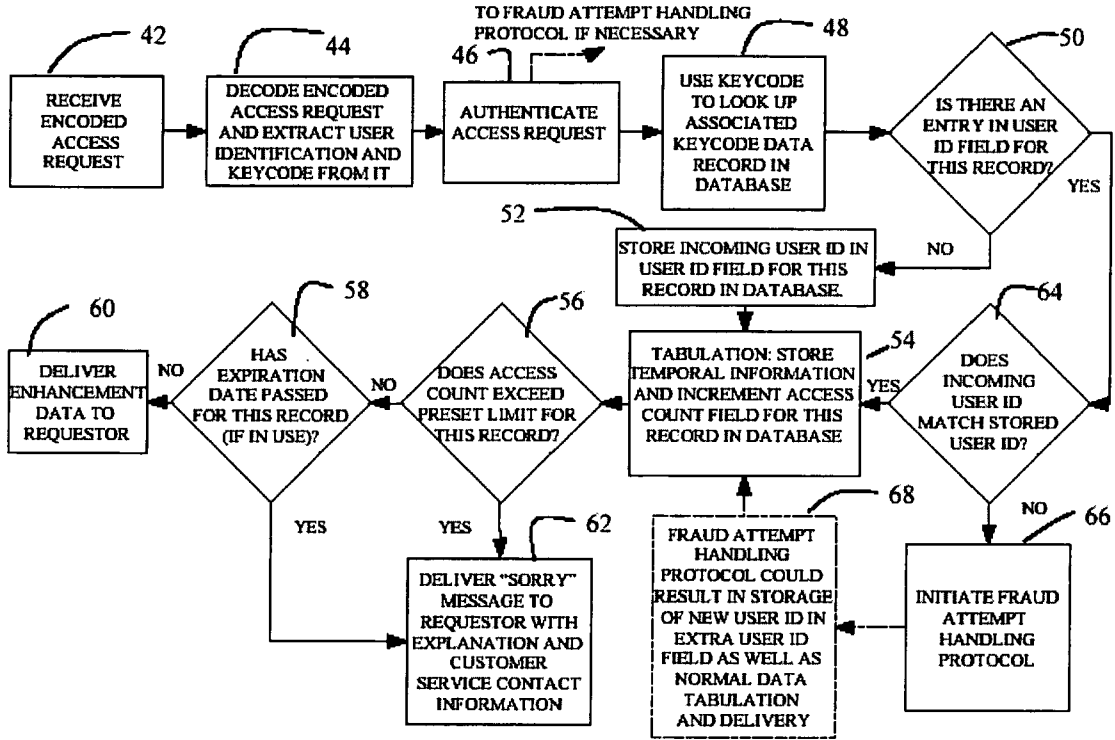 TO FRAUD ATTEMPT HANDLING
PROTOCOL IF NECESSARY
42
RECEIVE
ENCODED
ACCESS
REQUEST
44
DECODE ENCODED
ACCESS REQUEST
AND EXTRACT USER
IDENTIFICATION AND
KEYCODE FROM IT
46
AUTHENTICATE
ACCESS REQUEST
48
USE KEYCODE
TO LOOK UP
ASSOCIATED
KEYCODE DATA
RECORD IN
DATABASE
50
IS THERE AN
ENTRY IN USER
ID FIELD FOR
THIS RECORD?
YES
NO
52
STORE INCOMING USER ID IN
USER ID FIELD FOR THIS
RECORD IN DATABASE.
64
DOES
INCOMING
USER ID
MATCH STORED
USER ID?
YES
NO
54
TABULATION: STORE
TEMPORAL INFORMATION
AND INCREMENT ACCESS
COUNT FIELD FOR THIS
RECORD IN DATABASE
56
DOES ACCESS
COUNT EXCEED
PRESET LIMIT FOR
THIS RECORD?
NO
YES
58
HAS
EXPIRATION
DATE PASSED
FOR THIS RECORD
(IF IN USE)?
NO
YES
60
DELIVER
ENHANCEMENT
DATA TO
REQUESTOR
62
DELIVER “SORRY”
MESSAGE TO
REQUESTOR WITH
EXPLANATION AND
CUSTOMER
SERVICE CONTACT
INFORMATION
68
FRAUD ATTEMPT
HANDLING
PROTOCOL COULD
RESULT IN STORAGE
OF NEW USER ID IN
EXTRA USER ID
FIELD AS WELL AS
NORMAL DATA
TABULATION
AND DELIVERY
66
INITIATE FRAUD
ATTEMPT
HANDLING
PROTOCOL